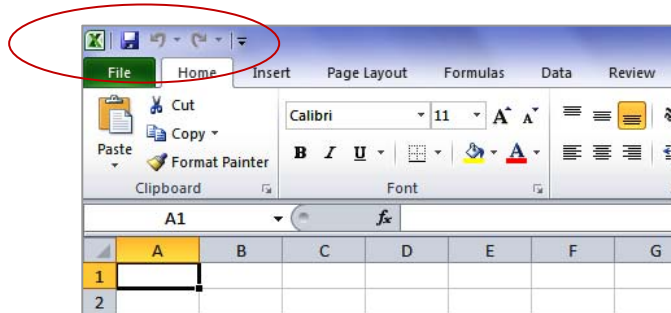 File Home Insert Page Layout Formulas Data Review
Cut
Calibri 11 A A
Copy
Paste
B I U A
Format Painter
Clipboard Font
A1 fx
A B C D E F G
1
2